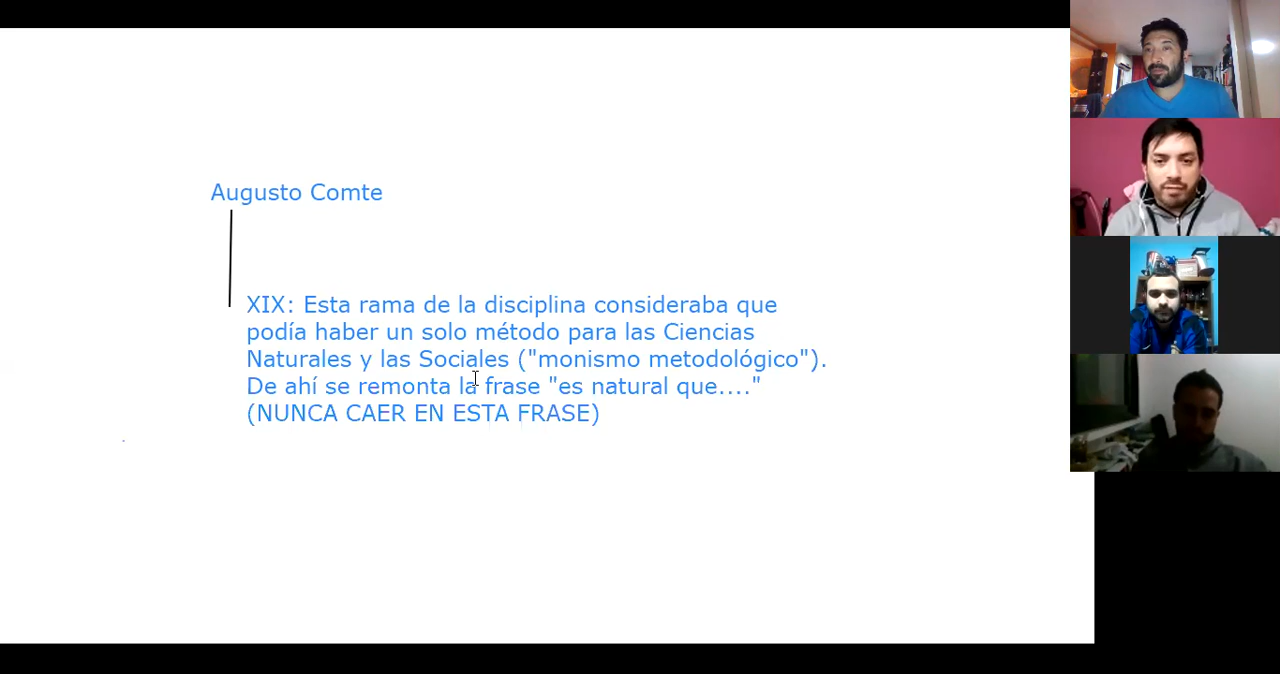 Augusto Comte
XIX: Esta rama de la disciplina consideraba que
podía haber un solo método para las Ciencias
Naturales y las Sociales ("monismo metodológico").
De ahí se remonta la frase "es natural que...."
(NUNCA CAER EN ESTA FRASE)